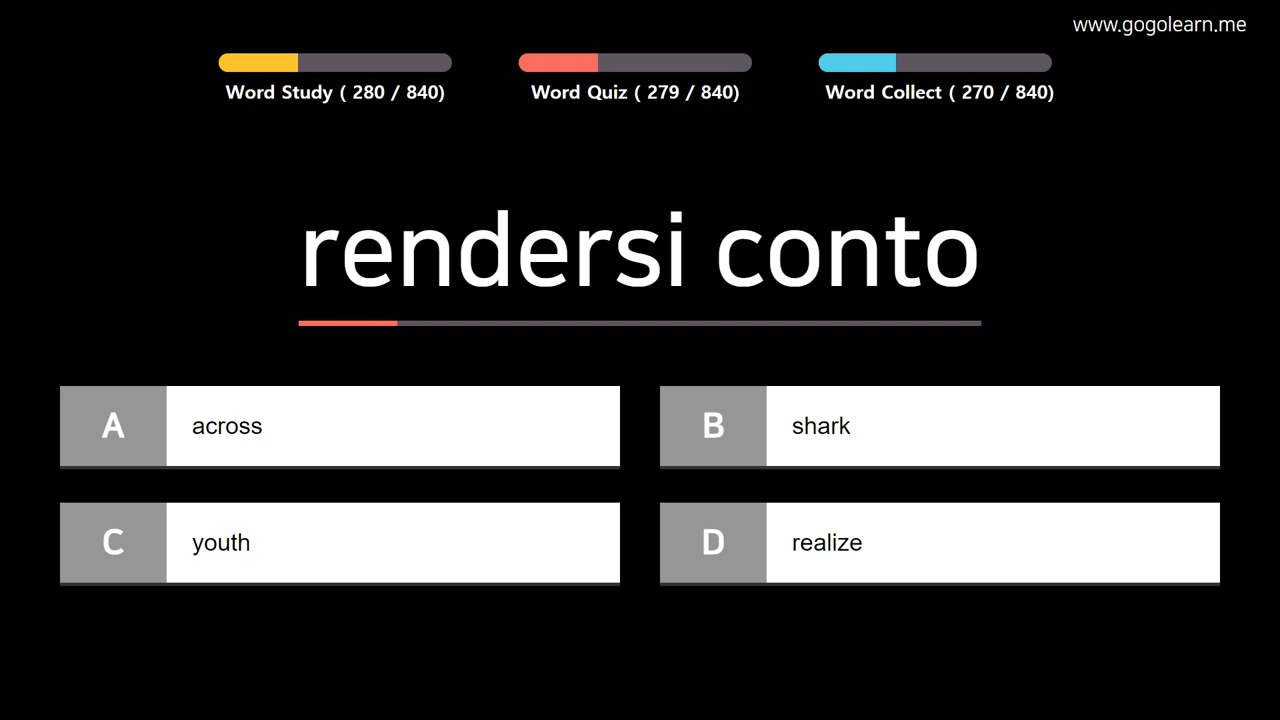 www.gogolearn.me
Word Study ( 280 / 840)
Word Quiz ( 279 / 840)
Word Collect ( 270 / 840)
rendersi conto
A across
B shark
C youth
D realize